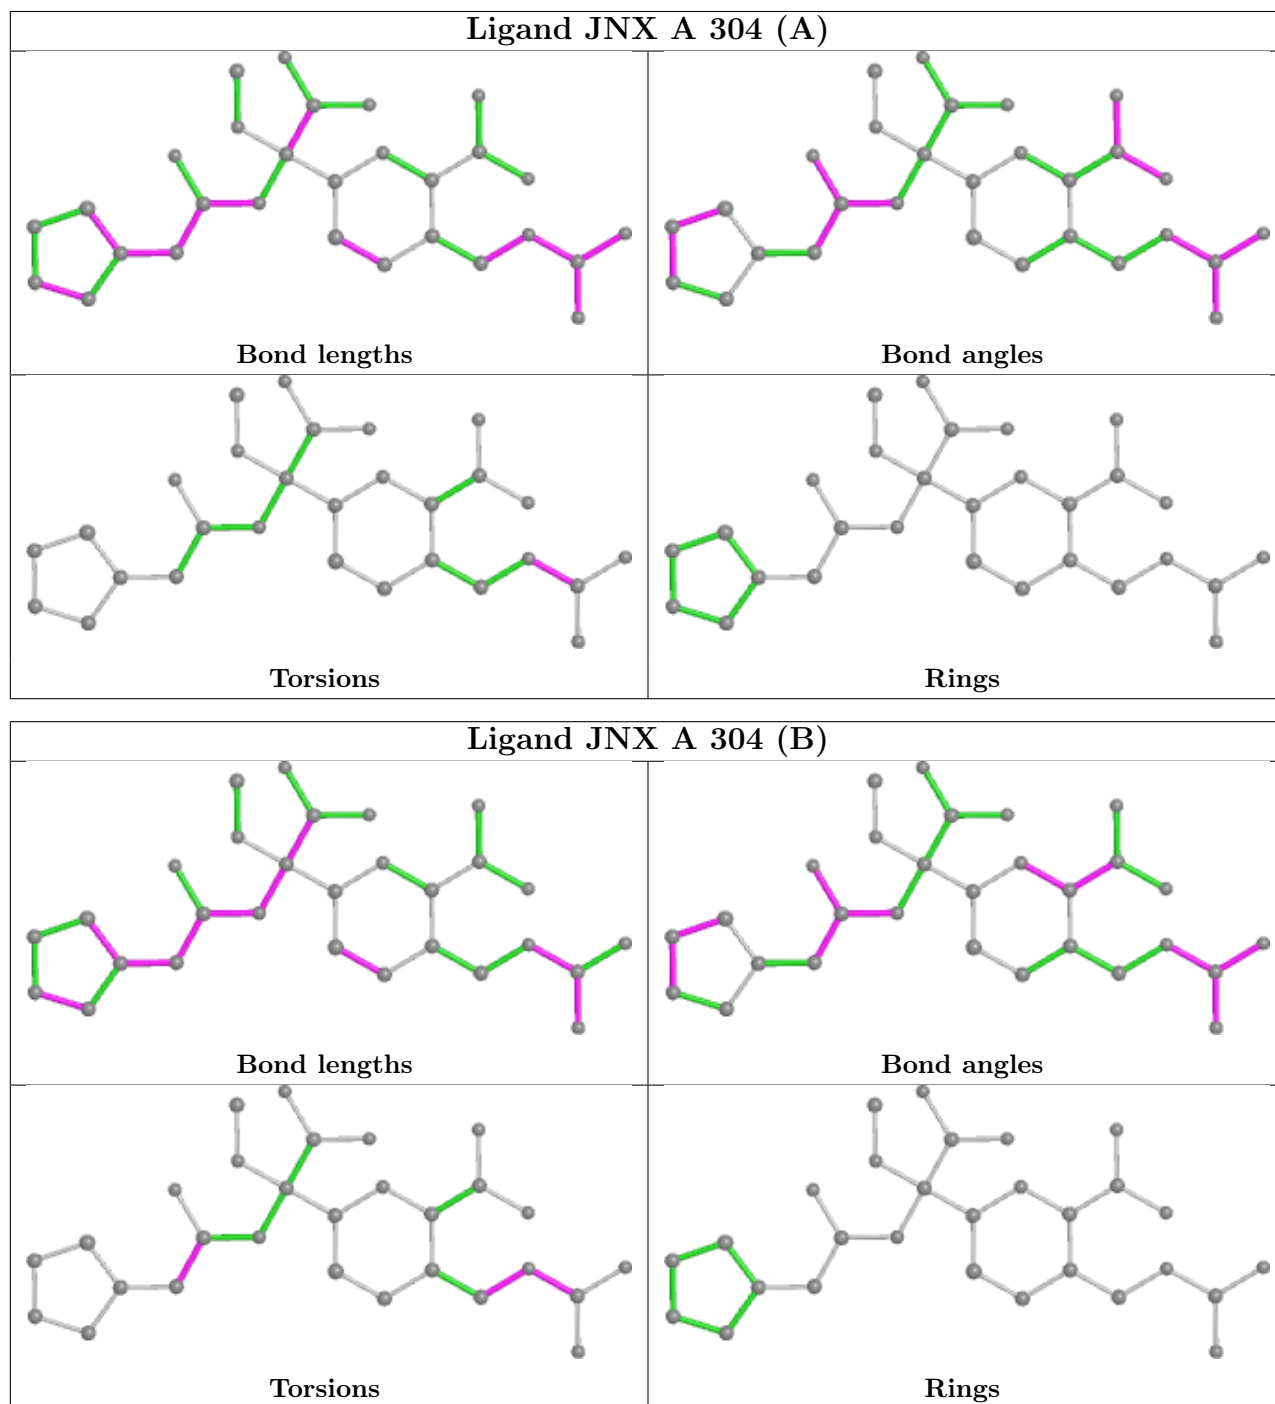 Ligand JNX A 304 (A)
Bond lengths
Bond angles
Torsions
Rings
Ligand JNX A 304 (B)
Bond lengths
Bond angles
Torsions
Rings